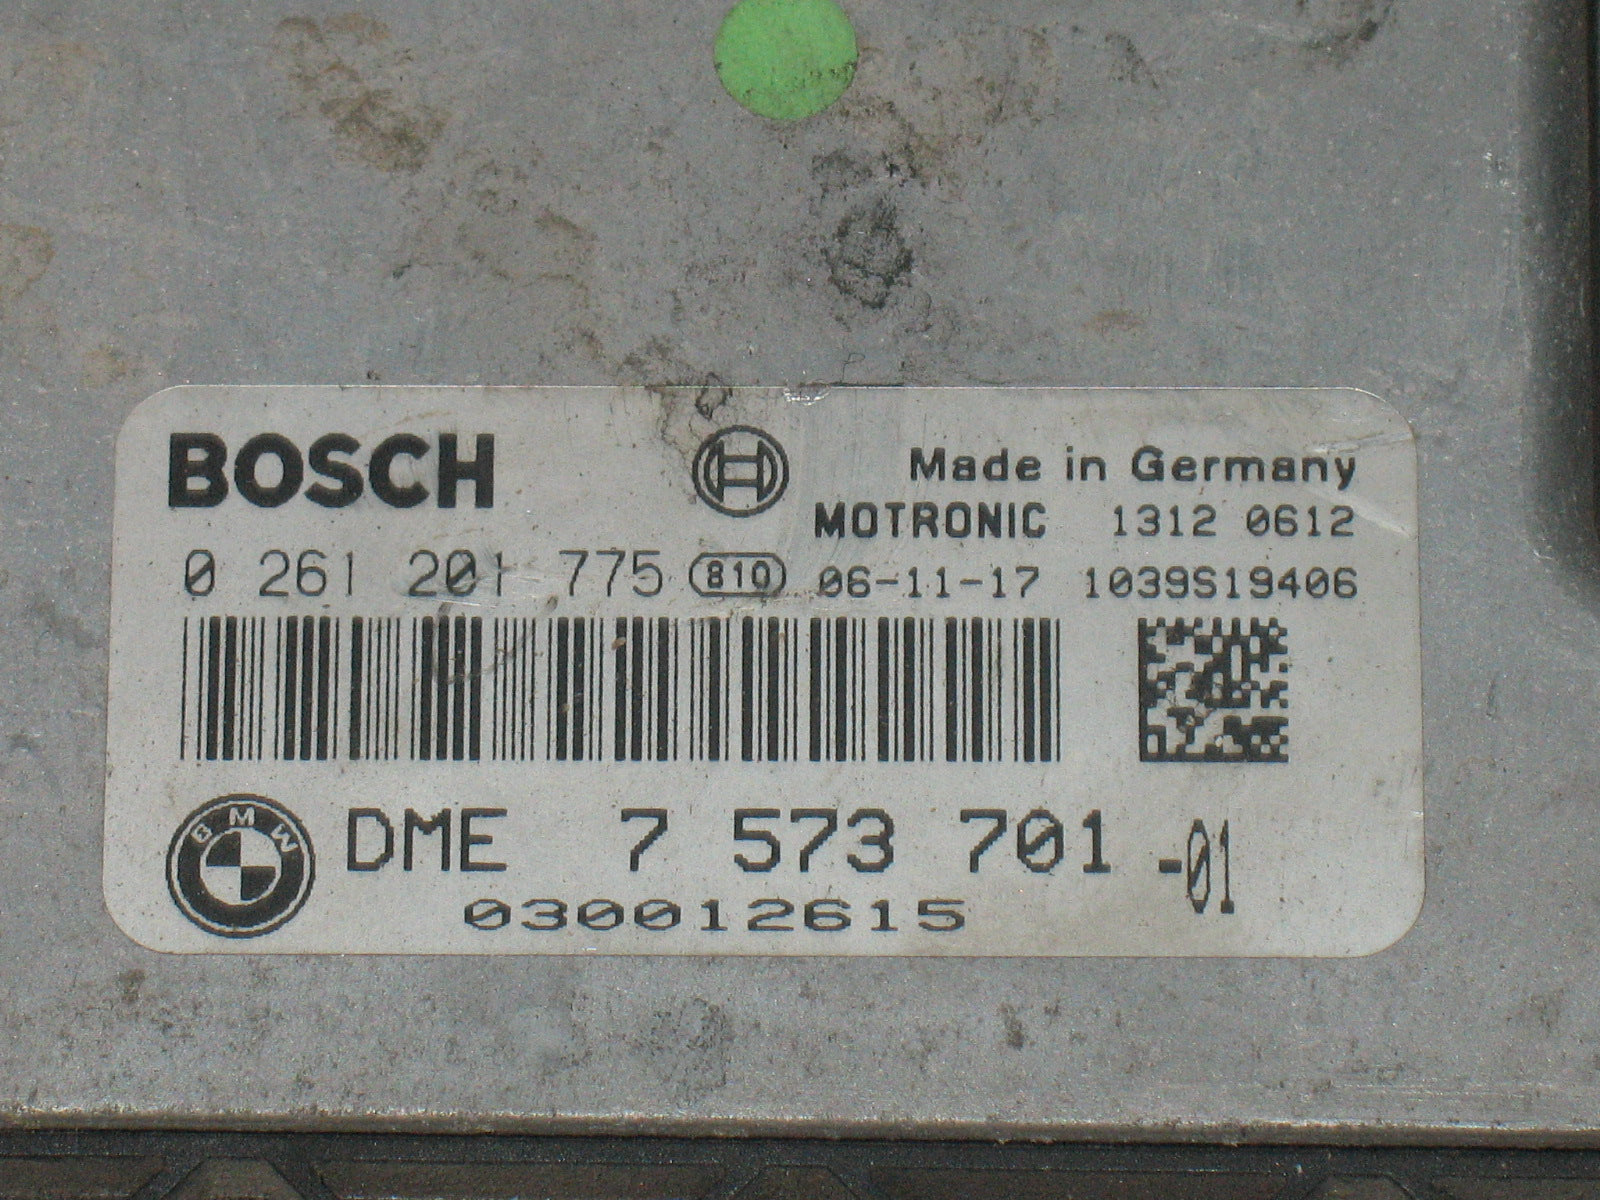 BOSCH
Made in Germany
MOTRONIC 1312 0612
0 261 201 775 810 06-11-17 1039S19406
BMW DME 7 573 701 -01
030012615